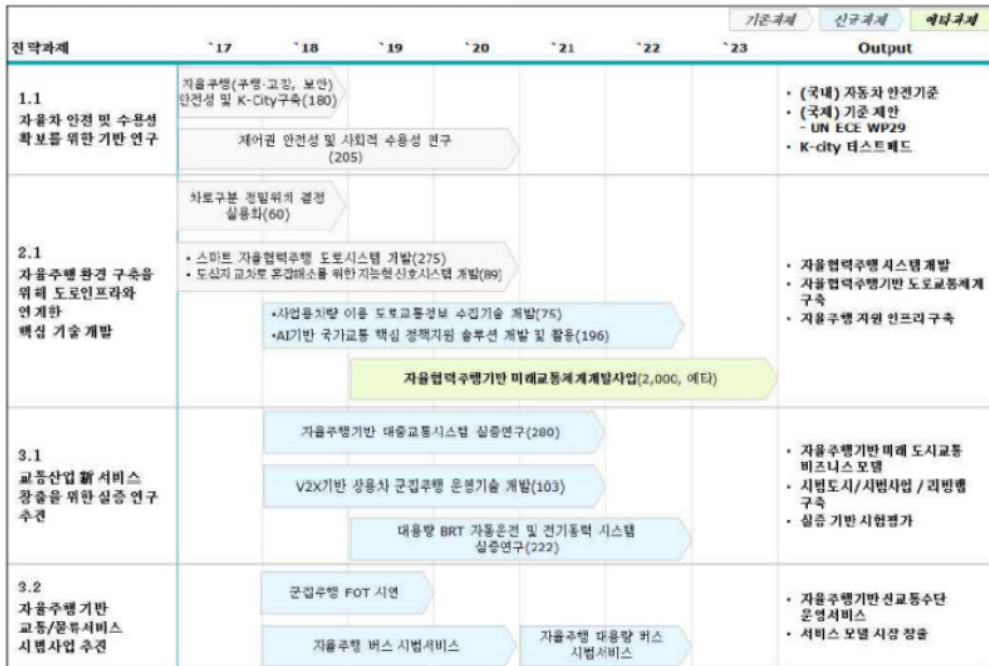 기존과제 신규과제 예타과제
전략과제 `17 `18 `19 `20 `21 `22 `23 Output
1.1
자율차 안전 및 수용성
확보를 위한 기반 연구
자율주행(주행·고장, 보안)
안전성 및 K-City구축(180)
제어권 안전성 및 사회적 수용성 연구
(205)
• (국내) 자동차 안전기준
• (국제) 기준 제안
- UN ECE WP29
• K-city 테스트베드
2.1
자율주행 환경 구축을
위해 도로인프라와
연계한
핵심 기술 개발
차로구분 정밀위치 결정
실용화(60)
• 스마트 자율협력주행 도로시스템 개발(275)
• 도심지 교차로 혼잡해소를 위한 지능현 신호시스템 개발(89)
•사업용차량 이용 도로교통정보 수집기술 개발(75)
•AI기반 국가교통 핵심 정책지원 솔루션 개발 및 활용(196)
자율협력주행기반 미래교통체계개발사업(2,000, 예타)
• 자율협력주행 시스템 개발
• 자율협력주행기반 도로교통체계
구축
• 자율주행 지원 인프리 구축
3.1
교통산업 新 서비스
창출을 위한 실증 연구
추진
자율주행기반 대중교통시스템 실증연구(280)
V2X기반 상용차 군집주행 운영기술 개발(103)
대용량 BRT 자동운전 및 전기동력 시스템
실증연구(222)
• 자율주행기반 미래 도시교통
비즈니스 모델
• 시범도시/시범사업 / 리빙랩
구축
• 실증 기반 시험평가
3.2
자율주행 기반
교통/물류서비스
시범사업 추진
군집주행 FOT 시연
자율주행 버스 시범서비스
자율주행 대용량 버스
시범서비스
• 자율주행기반 신교통수단
운영서비스
• 서비스 모델 시장 창출